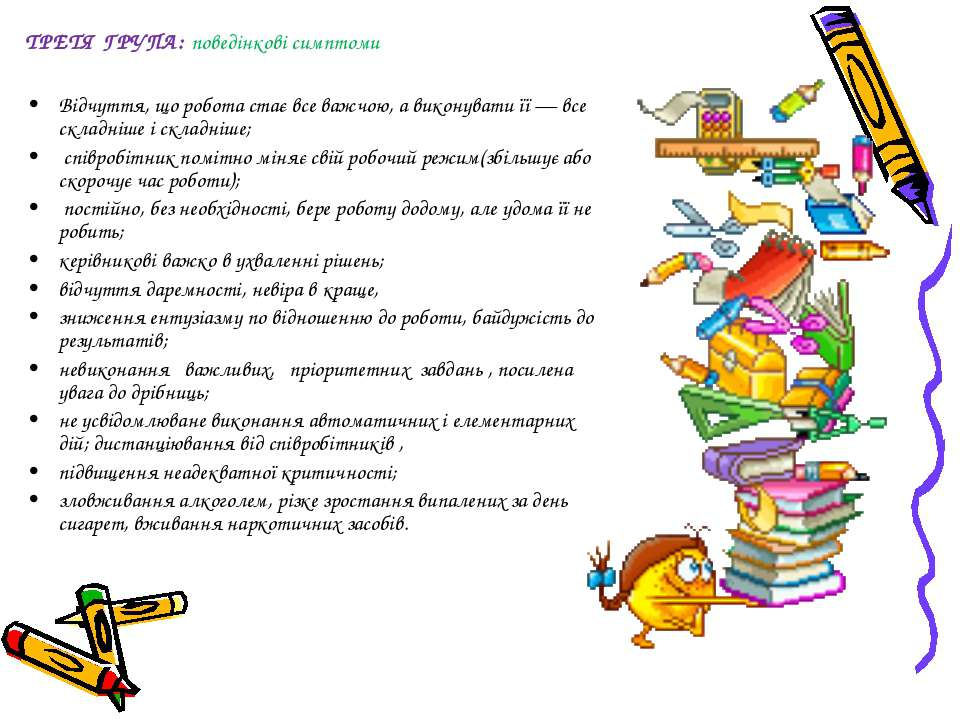 ТРЕТЯ ГРУПА: поведінкові симптоми
• Відчуття, що робота стає все важчою, а виконувати її — все
складніше і складніше;
• співробітник помітно міняє свій робочий режим(збільшує або
скорочує час роботи);
• постійно, без необхідності, бере роботу додому, але удома її не
робить;
• керівникові важко в ухваленні рішень;
• відчуття даремності, невіра в краще,
• зниження ентузіазму по відношенню до роботи, байдужість до
результатів;
• невиконання важливих, пріоритетних завдань , посилена
увага до дрібниць;
• не усвідомлюване виконання автоматичних і елементарних
дій; дистанціювання від співробітників ,
• підвищення неадекватної критичності;
• зловживання алкоголем, різке зростання випалених за день
сигарет, вживання наркотичних засобів.